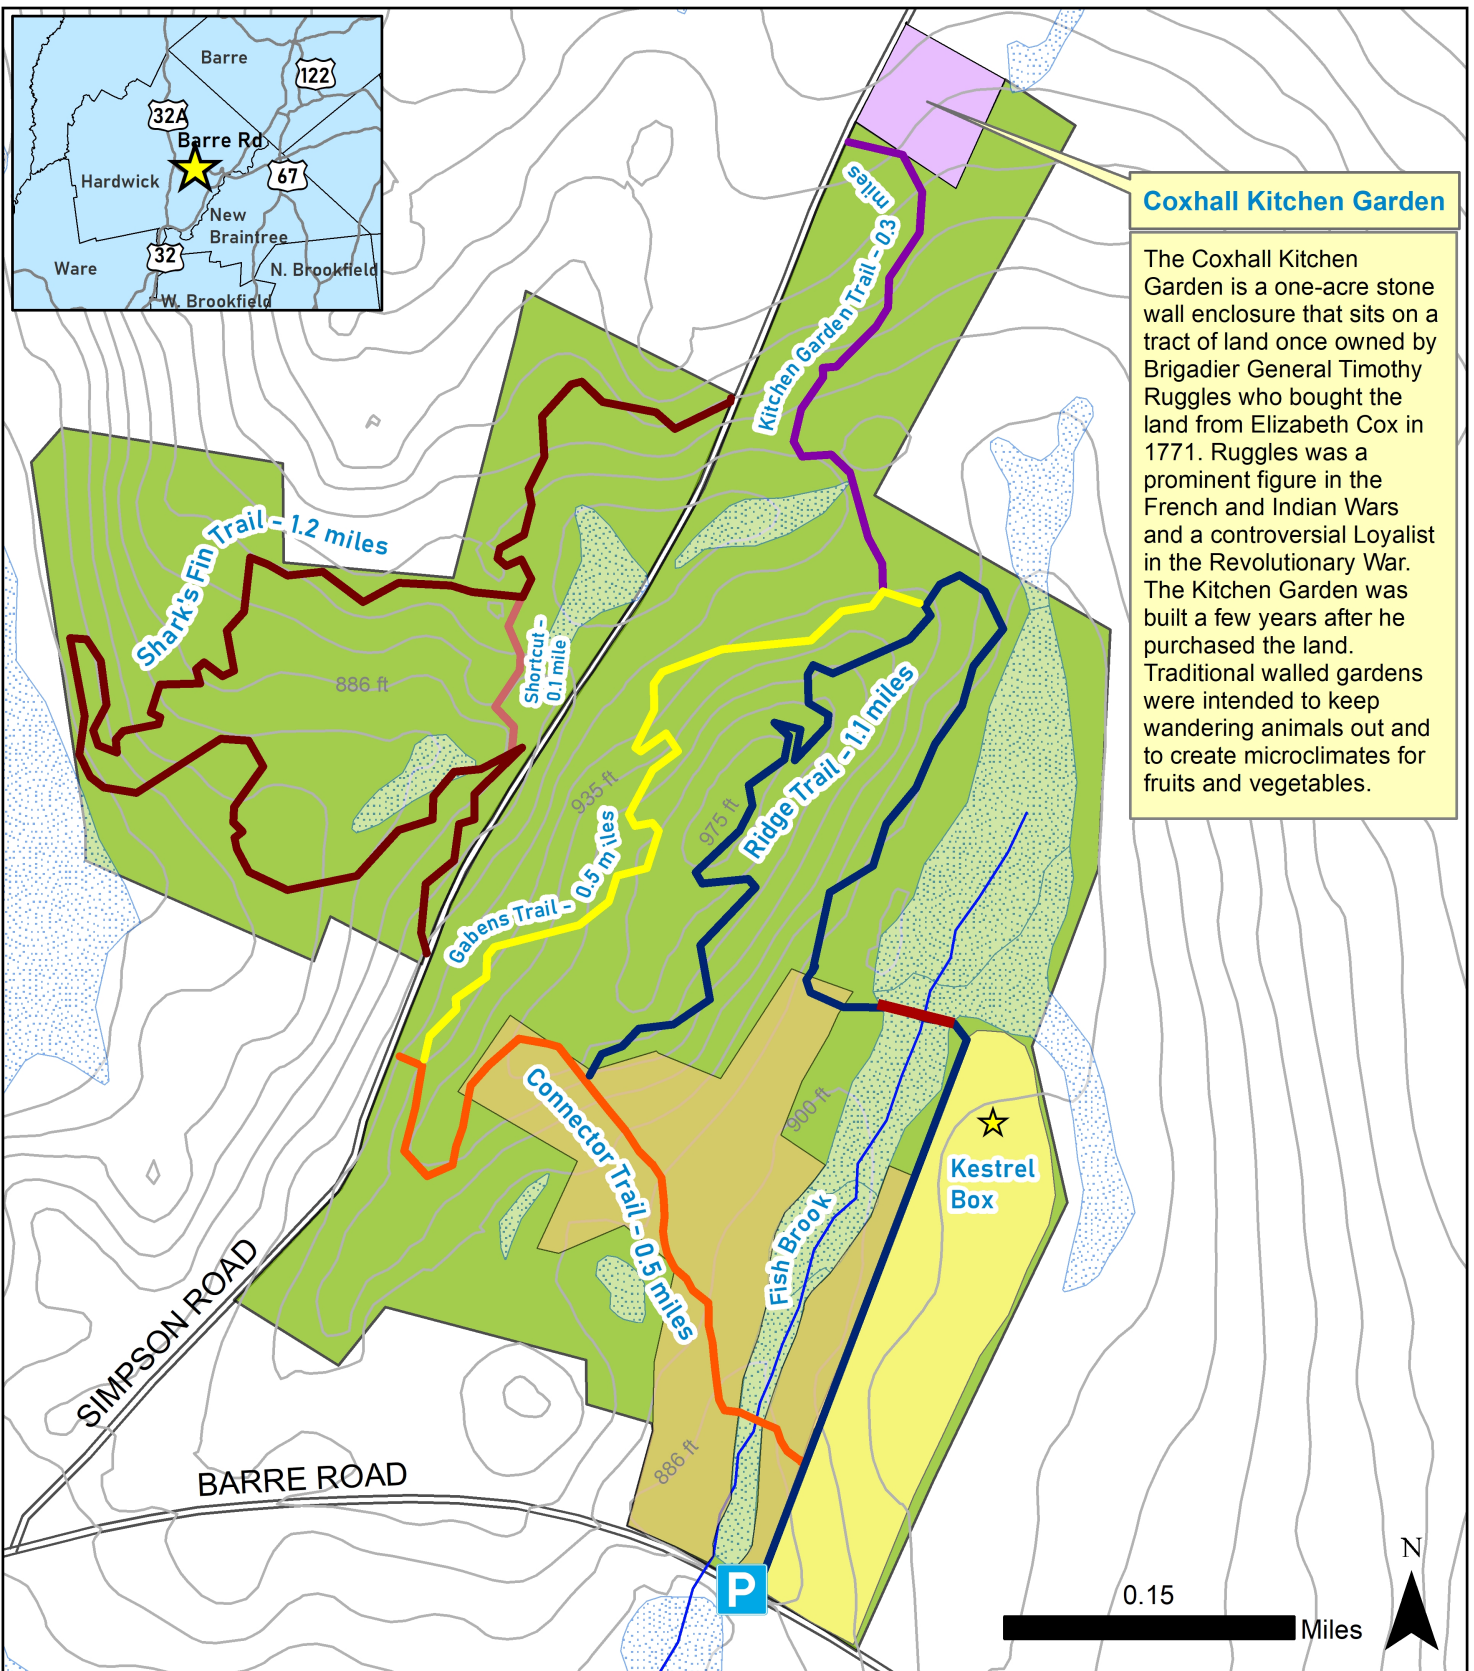 Barre
122
32A
Barre Rd
67
Hardwick
New
Braintree
32
Ware
N. Brookfield
W. Brookfield
Coxhall Kitchen Garden
The Coxhall Kitchen
Garden is a one-acre stone
wall enclosure that sits on a
tract of land once owned by
Brigadier General Timothy
Ruggles who bought the
land from Elizabeth Cox in
1771. Ruggles was a
prominent figure in the
French and Indian Wars
and a controversial Loyalist
in the Revolutionary War.
The Kitchen Garden was
built a few years after he
purchased the land.
Traditional walled gardens
were intended to keep
wandering animals out and
to create microclimates for
fruits and vegetables.
Kitchen Garden Trail - 0.3
miles
Shark's Fin Trail - 1.2 miles
Shortcut -
0.1 mile
886 ft
935 ft
975 ft
Ridge Trail - 1.1 miles
Gabens Trail - 0.5 miles
Connector Trail - 0.5 miles
900 ft
Kestrel
Box
Fish Brook
SIMPSON ROAD
BARRE ROAD
886 ft
P
N
0.15
Miles